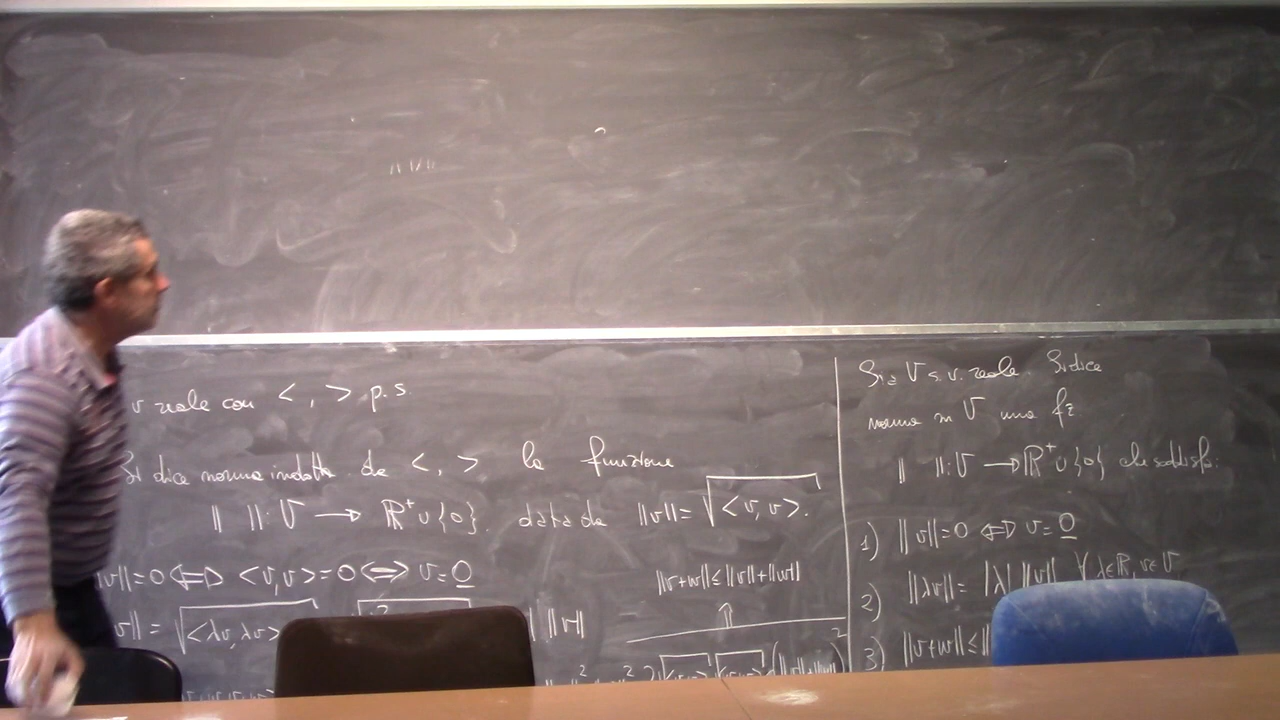 v reale con < , > p.s.
Si dice norma indotta da < , > la funzione
‖ ‖: V → ℝ⁺∪{0} . data da ‖v‖ = √<v, v>.
‖v‖=0 ⟺ <v,v>=0 ⟺ v=0
‖v+w‖≤‖v‖+‖w‖
v‖ = √<λv, λv>
‖v‖
⇑
Sia V s.v. reale. Si dice
norma in V una fz
‖ ‖: V → ℝ⁺∪{0} che soddisfa:
1) ‖v‖=0 ⟺ v=0
2) ‖λv‖= |λ| ‖v‖ ∀ λ∈ℝ, v∈V
3) ‖v+w‖≤‖